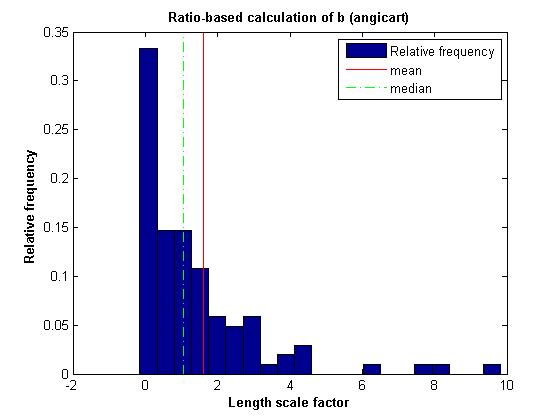 Ratio-based calculation of b (angicart)
0.35
0.3
0.25
0.2
0.15
0.1
0.05
0
Relative frequency
Relative frequency
mean
median
-2 0 2 4 6 8 10
Length scale factor